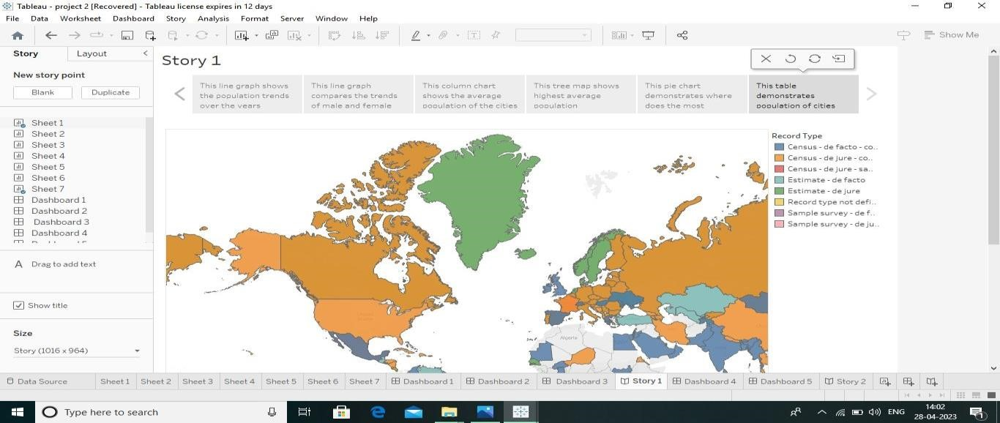 Tableau - project 2 [Recovered] - Tableau license expires in 12 days
File Data Worksheet Dashboard Story Analysis Format Server Window Help
Show Me
Story Layout
New story point
Blank Duplicate
Sheet 1
Sheet 2
Sheet 3
Sheet 4
Sheet 5
Sheet 6
Sheet 7
Dashboard 1
Dashboard 2
Dashboard 3
Dashboard 4
A Drag to add text
Show title
Size
Story (1016 x 964)
Story 1
This line graph shows
the population trends
over the years
This line graph
compares the trends
of male and female
This column chart
shows the average
population of the cities
This tree map shows
highest average
population
This pie chart
demonstrates where
does the most
This table
demonstrates
population of cities
Record Type
Census - de facto - co..
Census - de jure - co..
Census - de jure - sa..
Estimate - de facto
Estimate - de jure
Record type not defi..
Sample survey - de f..
Sample survey - de ju..
Algeria
Data Source Sheet 1 Sheet 2 Sheet 3 Sheet 4 Sheet 5 Sheet 6 Sheet 7 Dashboard 1 Dashboard 2 Dashboard 3 Story 1 Dashboard 4 Dashboard 5 Story 2
Type here to search
ENG
14:02
28-04-2023
1